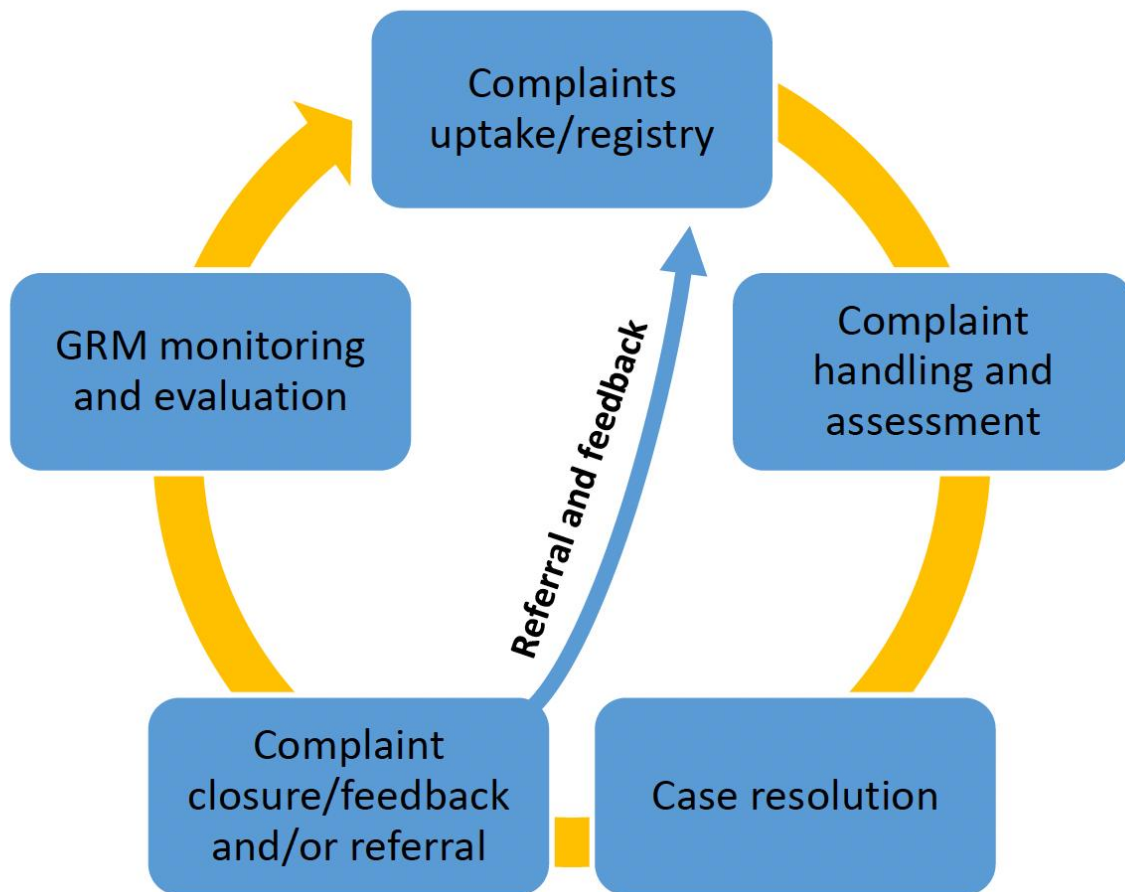 Complaints
uptake/registry
Complaint
handling and
assessment
Case resolution
Complaint
closure/feedback
and/or referral
GRM monitoring
and evaluation
Referral and feedback